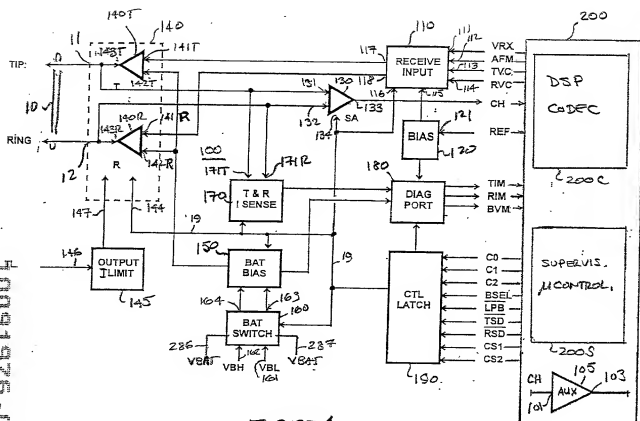 140T
140
110
200
11
143T
141T
117
RECEIVE
INPUT
111
112
113
114
VRX
AFM
TVC
RVC
TIP
142T
118
115
DSP
CODEC
10
T
131
130
116
133
CH
140R
141R
132
134
SA
143R
RING
12
142R
100
171T
171R
BIAS
121
120
REF
200C
R
170
T & R
I SENSE
180
DIAG
PORT
TIM
RIM
BVM
147
144
19
146
OUTPUT
I LIMIT
145
150
BAT
BIAS
19
164
163
160
BAT
SWITCH
CTL
LATCH
C0
C1
C2
BSEL
LPB
TSD
RSD
CS1
CS2
SUPERVIS.
μCONTROL.
200S
286
VBAT
287
VBAT
VBH
162
VBL
161
190
CH
101
AUX
105
103